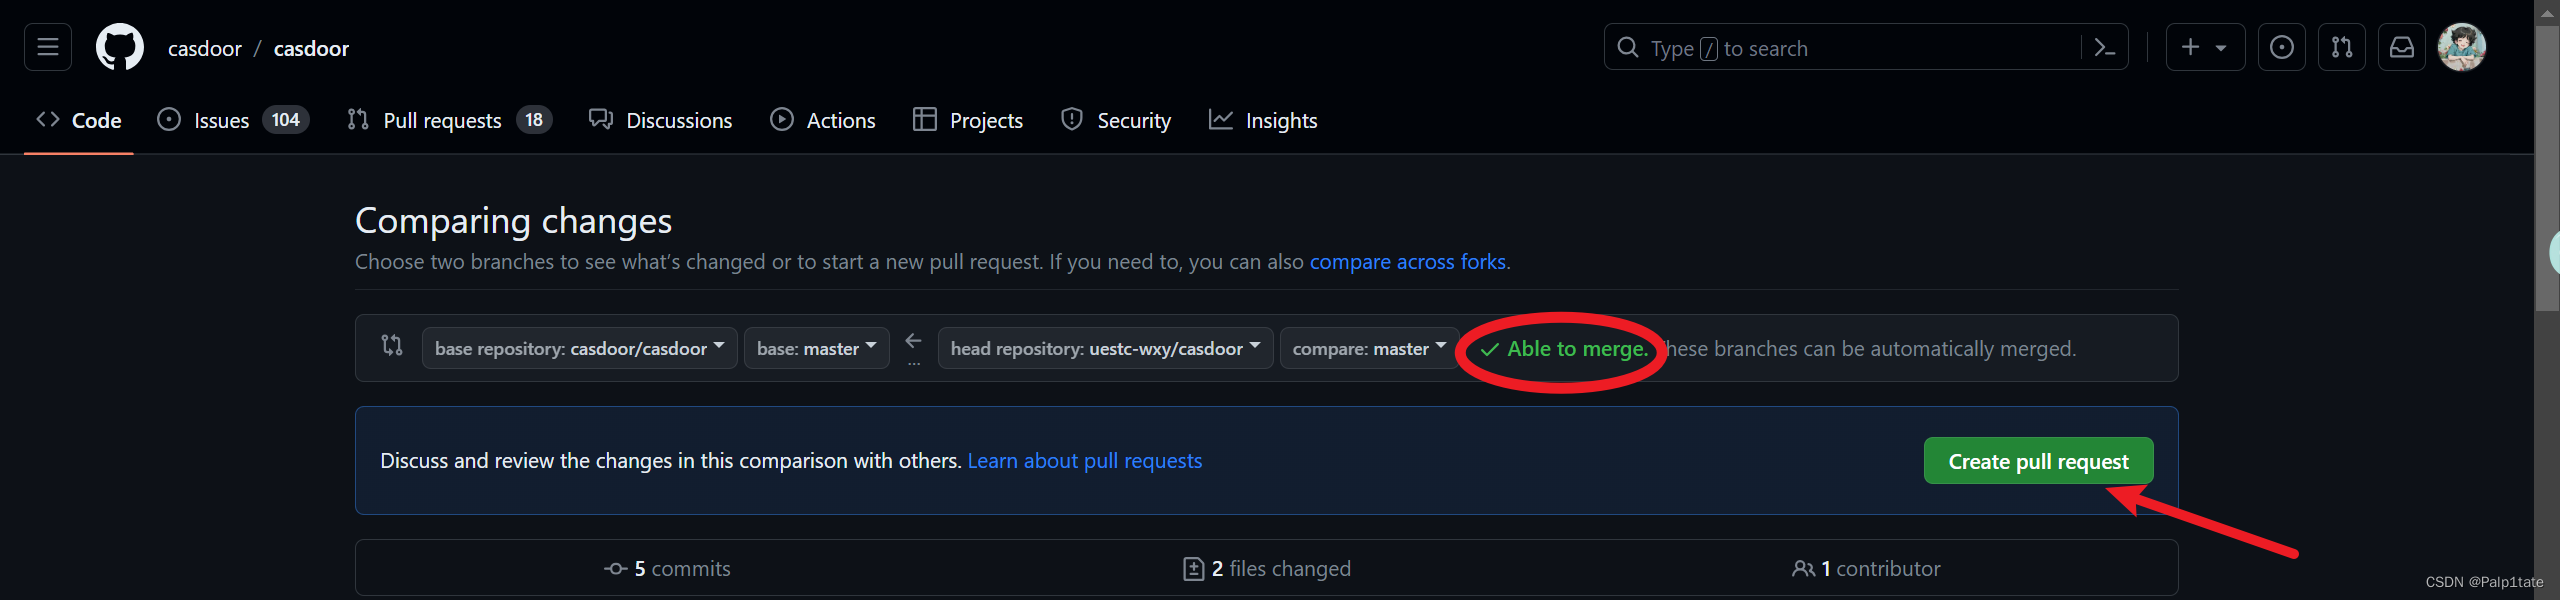 casdoor / casdoor
Type / to search
Code
Issues 104
Pull requests 18
Discussions
Actions
Projects
Security
Insights
Comparing changes
Choose two branches to see what's changed or to start a new pull request. If you need to, you can also compare across forks.
base repository: casdoor/casdoor base: master ← ... head repository: uestc-wxy/casdoor compare: master ✓ Able to merge. These branches can be automatically merged.
Discuss and review the changes in this comparison with others. Learn about pull requests
Create pull request
5 commits
2 files changed
1 contributor
CSDN @Palp1tate